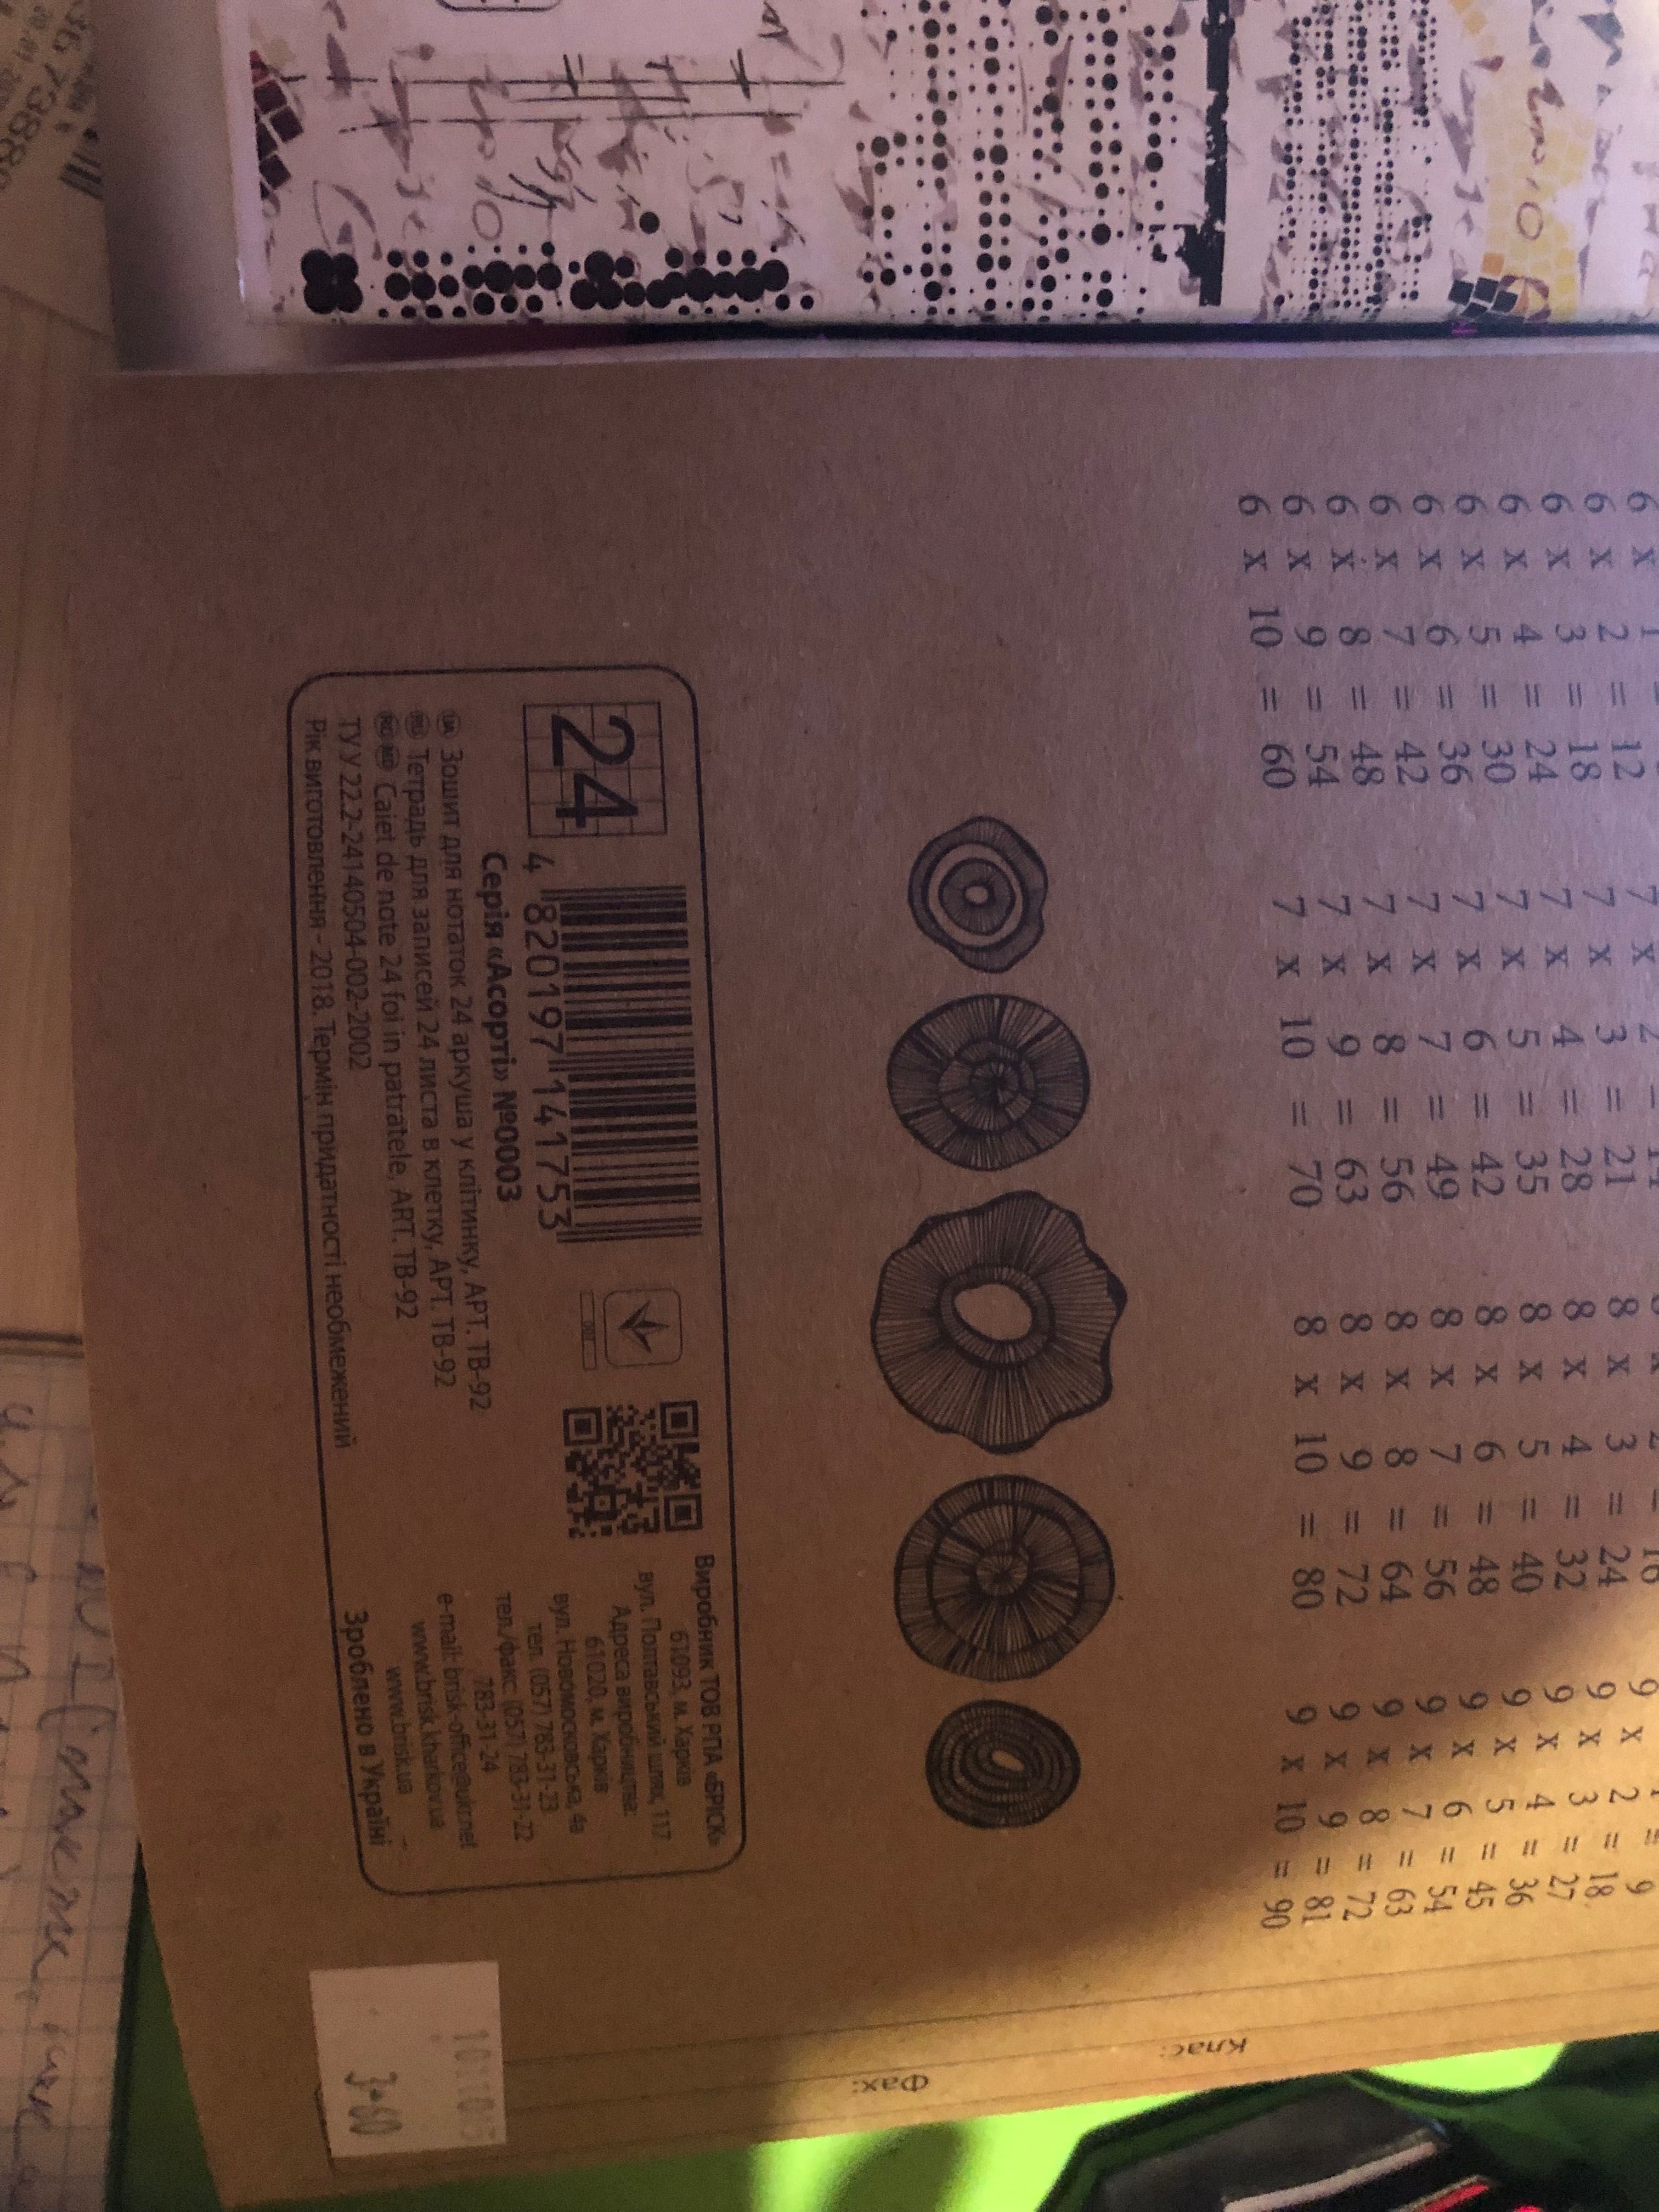 6 x 2 = 12
6 x 3 = 18
6 x 4 = 24
6 x 5 = 30
6 x 6 = 36
6 x 7 = 42
6 x 8 = 48
6 x 9 = 54
6 x 10 = 60
7 x 3 = 21
7 x 4 = 28
7 x 5 = 35
7 x 6 = 42
7 x 7 = 49
7 x 8 = 56
7 x 9 = 63
7 x 10 = 70
8 x 3 = 24
8 x 4 = 32
8 x 5 = 40
8 x 6 = 48
8 x 7 = 56
8 x 8 = 64
8 x 9 = 72
8 x 10 = 80
9 x 2 = 18
9 x 3 = 27
9 x 4 = 36
9 x 5 = 45
9 x 6 = 54
9 x 7 = 63
9 x 8 = 72
9 x 9 = 81
9 x 10 = 90
24
4 820197 141753
Серія «Асорті» №0003
UA Зошит для нотаток 24 аркуша у клітинку, АРТ. ТВ-92
RU Тетрадь для записей 24 листа в клетку, АРТ. ТВ-92
RO MD Caiet de note 24 foi in patratele, ART. TB-92
ТУ У 22.2-24140504-002-2002
Рік виготовлення - 2018. Термін придатності необмежений
Виробник ТОВ РПА «БРІСК»
61093, м. Харків
вул. Полтавський шлях, 117
Адреса виробництва:
61020, м. Харків
вул. Новомосковська, 4а
тел. (057) 783-31-23
тел./факс: (057) 783-31-22
783-31-24
e-mail: brisk-office@ukr.net
www.brisk.kharkov.ua
www.brisk.ua
Зроблено в Україні
3•60
Клас:
Фах: